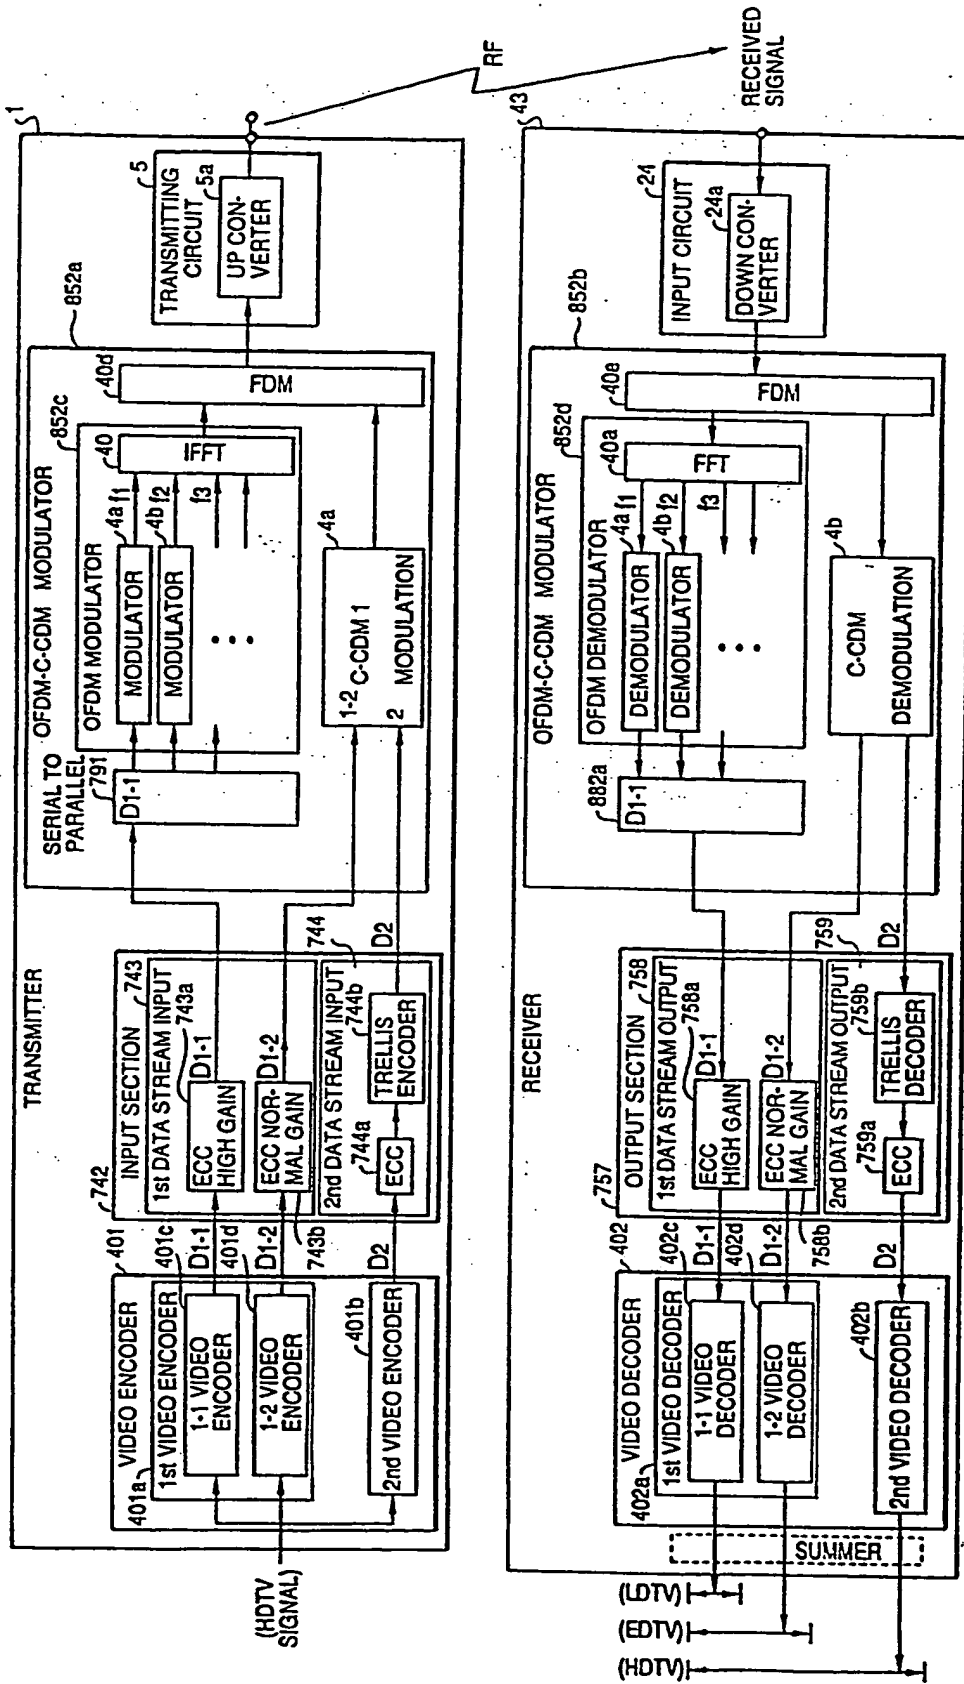 TRANSMITTER
1
(HDTV
SIGNAL)
401
VIDEO ENCODER
401a
1st VIDEO ENCODER
401c
1-1 VIDEO
ENCODER
401d
1-2 VIDEO
ENCODER
401b
2nd VIDEO ENCODER
D1-1
D1-2
D2
742
INPUT SECTION
743
1st DATA STREAM INPUT
743a
ECC
HIGH GAIN
D1-1
ECC NOR-
MAL GAIN
D1-2
743b
744
2nd DATA STREAM INPUT
744a
ECC
744b
TRELLIS
ENCODER
D2
852a
OFDM-C-CDM MODULATOR
SERIAL TO
PARALLEL
791
D1-1
852c
OFDM MODULATOR
4a
MODULATOR
f1
4b
MODULATOR
f2
f3
40
IFFT
4a
1-2
C-CDM 1
2
MODULATION
40d
FDM
5
TRANSMITTING
CIRCUIT
5a
UP CON-
VERTER
RF
RECEIVER
43
RECEIVED
SIGNAL
24
INPUT CIRCUIT
24a
DOWN CON-
VERTER
852b
OFDM-C-CDM MODULATOR
40e
FDM
852d
OFDM DEMODULATOR
40a
FFT
f1
4a
DEMODULATOR
f2
4b
DEMODULATOR
f3
882a
D1-1
4b
C-CDM
DEMODULATION
757
OUTPUT SECTION
758
1st DATA STREAM OUTPUT
758a
ECC
HIGH GAIN
D1-1
ECC NOR-
MAL GAIN
D1-2
758b
759
2nd DATA STREAM OUTPUT
759a
ECC
759b
TRELLIS
DECODER
D2
402
VIDEO DECODER
402a
1st VIDEO DECODER
402c
1-1 VIDEO
DECODER
D1-1
402d
1-2 VIDEO
DECODER
D1-2
402b
2nd VIDEO DECODER
D2
SUMMER
(LDTV)
(EDTV)
(HDTV)